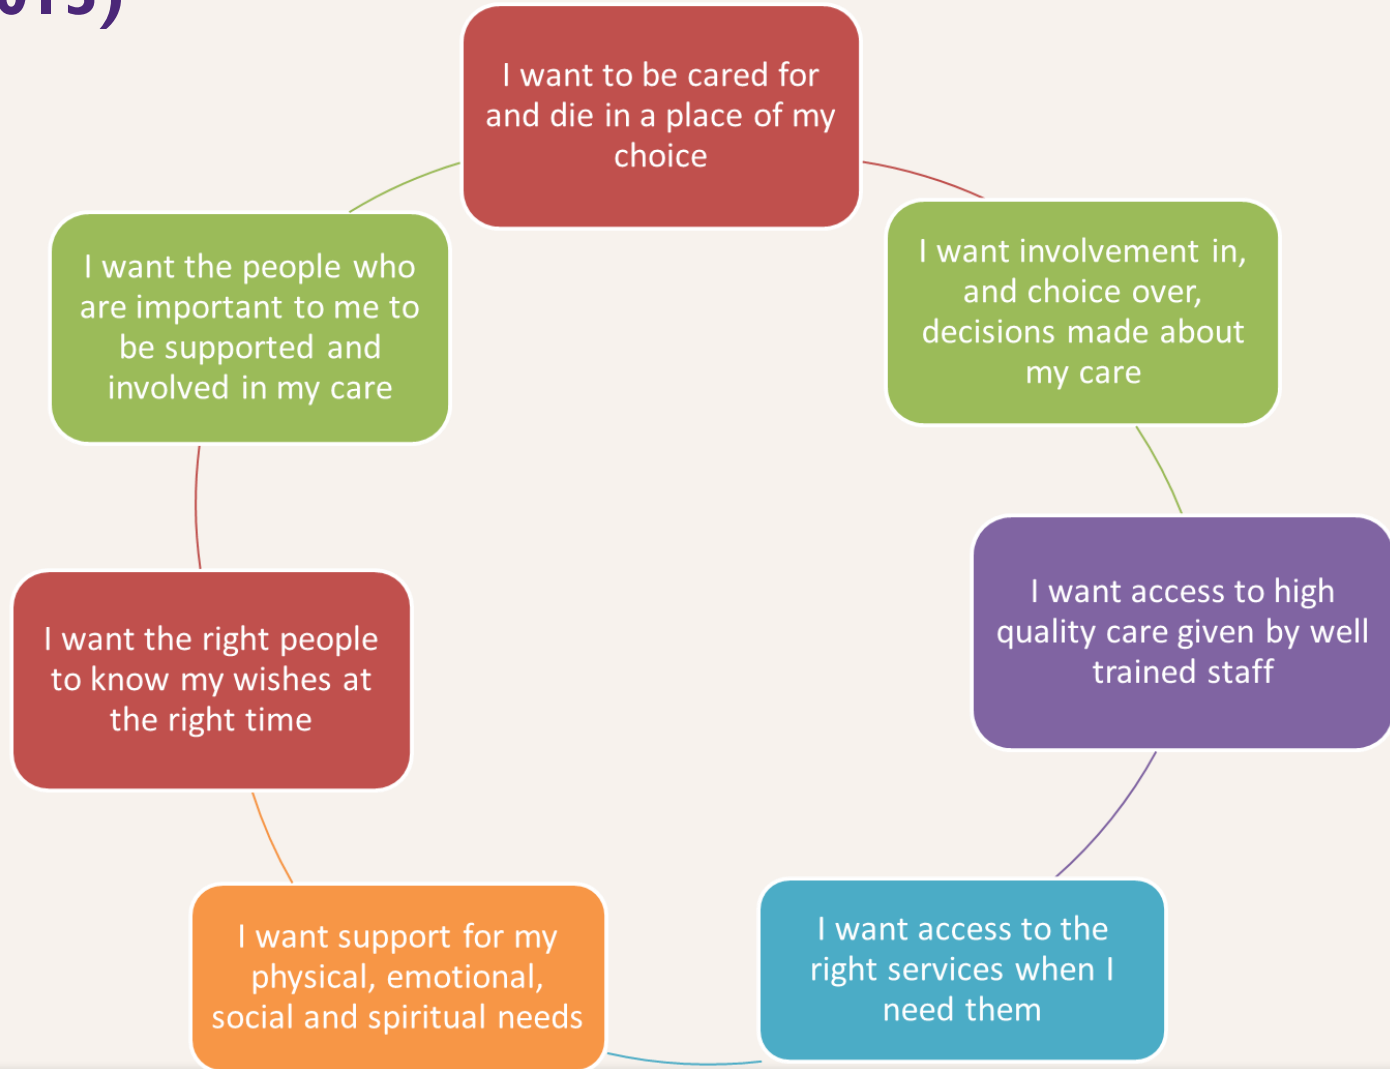 015)
I want to be cared for
and die in a place of my
choice
I want involvement in,
and choice over,
decisions made about
my care
I want access to high
quality care given by well
trained staff
I want access to the
right services when I
need them
I want support for my
physical, emotional,
social and spiritual needs
I want the right people
to know my wishes at
the right time
I want the people who
are important to me to
be supported and
involved in my care